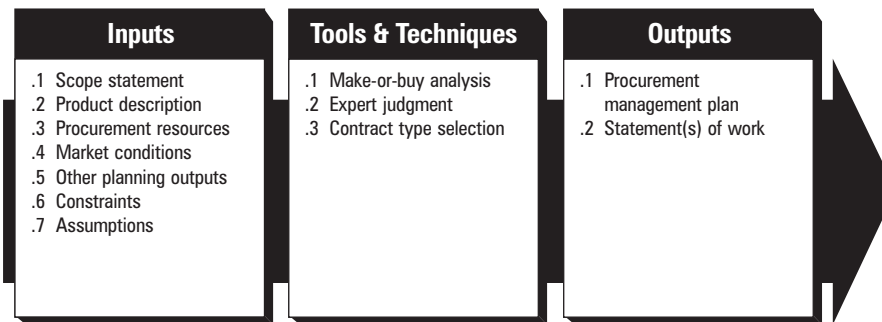 Inputs
.1 Scope statement
.2 Product description
.3 Procurement resources
.4 Market conditions
.5 Other planning outputs
.6 Constraints
.7 Assumptions
Tools & Techniques
.1 Make-or-buy analysis
.2 Expert judgment
.3 Contract type selection
Outputs
.1 Procurement
management plan
.2 Statement(s) of work